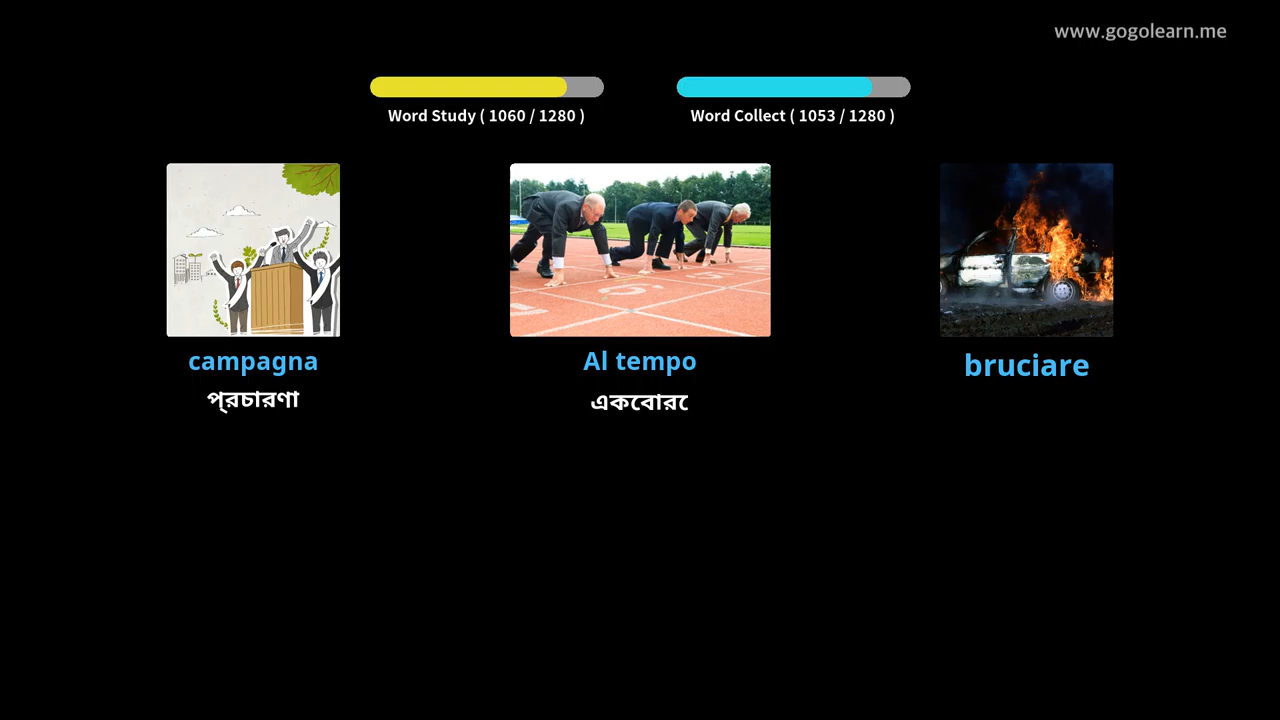 www.gogolearn.me
Word Study ( 1060 / 1280 )
Word Collect ( 1053 / 1280 )
campagna
প্রচারণা
Al tempo
একবোরে
bruciare